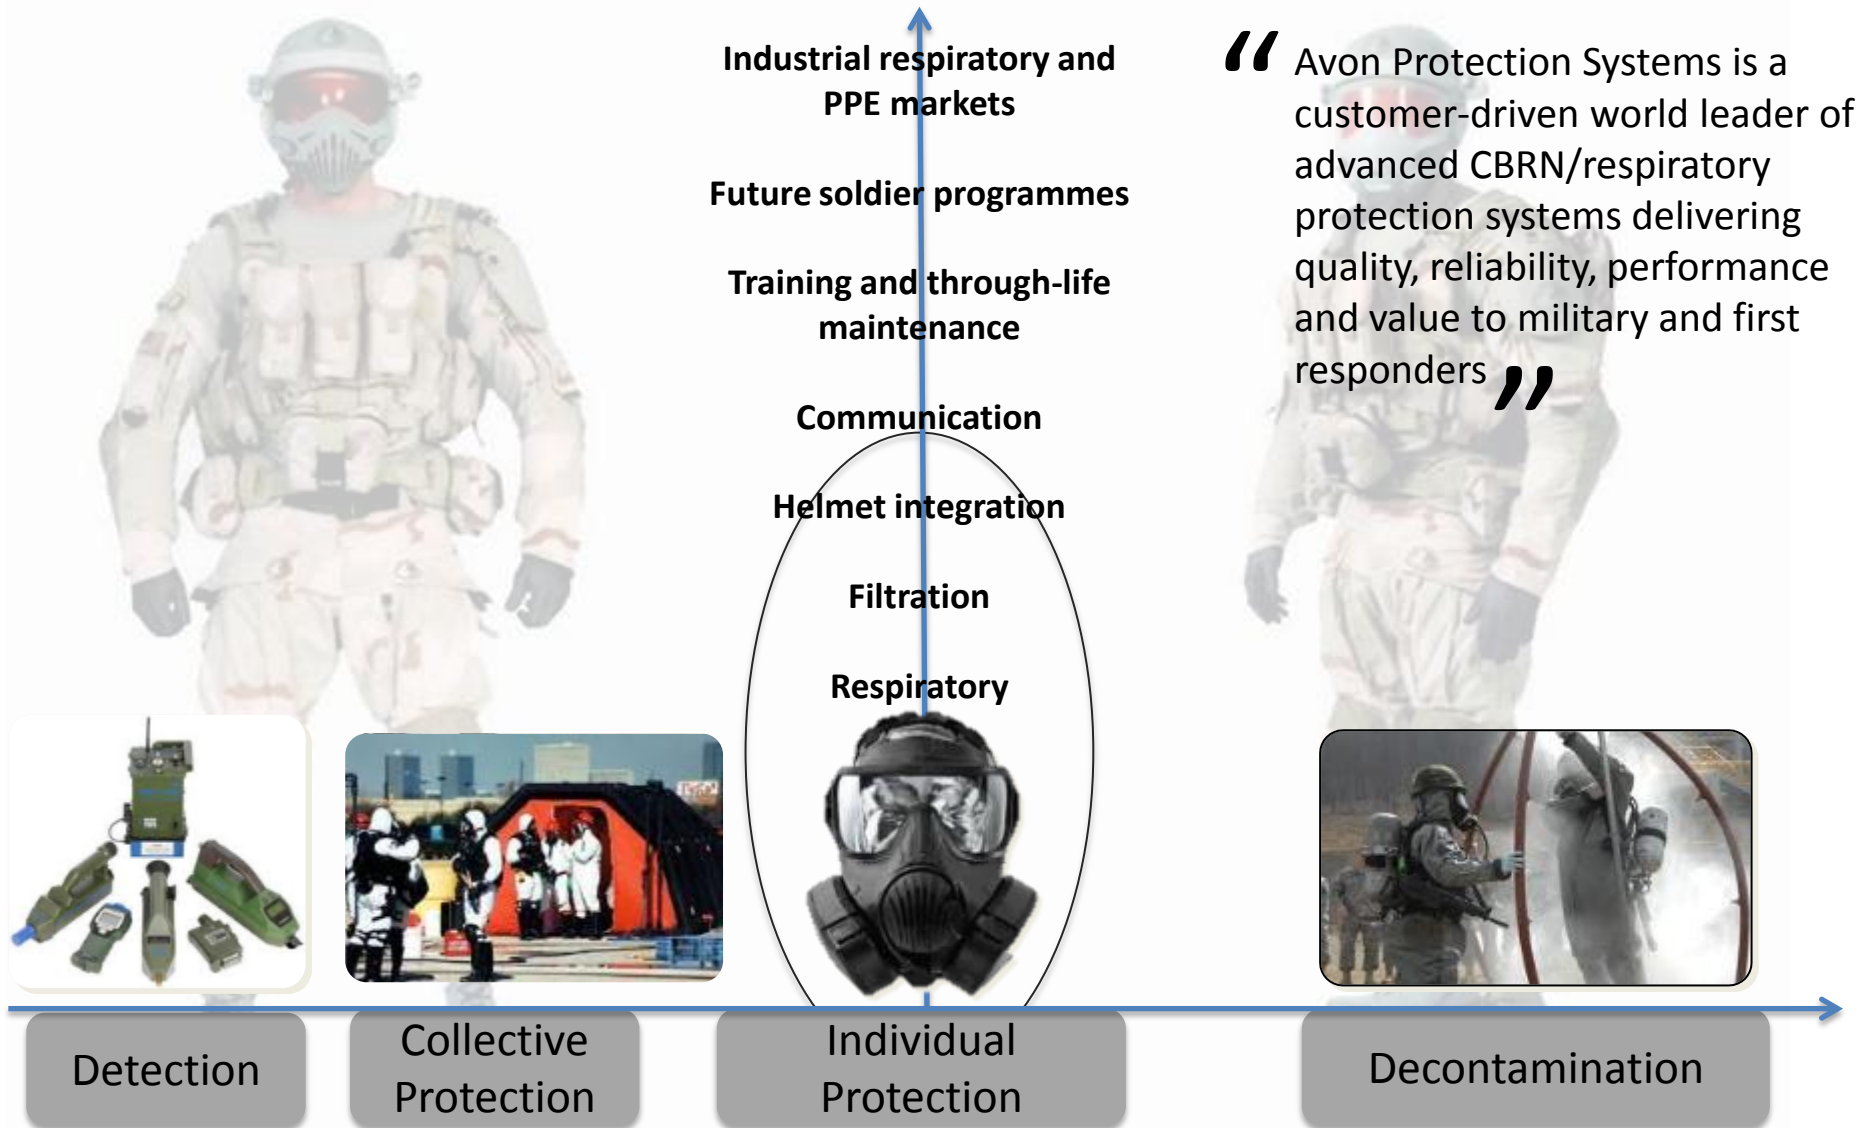 Industrial respiratory and
PPE markets
Future soldier programmes
Training and through-life
maintenance
Communication
Helmet integration
Filtration
Respiratory
“ Avon Protection Systems is a
customer-driven world leader of
advanced CBRN/respiratory
protection systems delivering
quality, reliability, performance
and value to military and first
responders ”
Detection
Collective
Protection
Individual
Protection
Decontamination